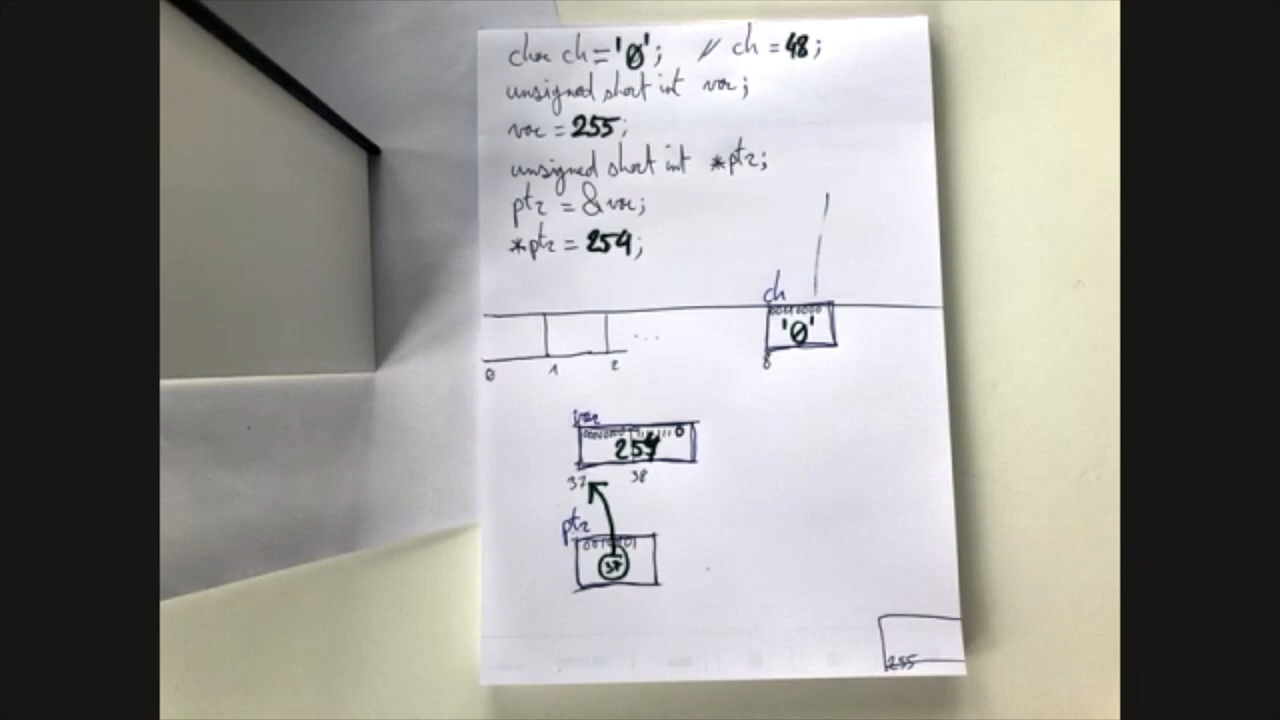 char ch = '0'; // ch = 48;
unsigned short int var;
var = 255;
unsigned short int *ptr;
ptr = &var;
*ptr = 254;
ch
00110000
'0'
0 1 2 ... 8
var
254
37 38
ptr
37
255